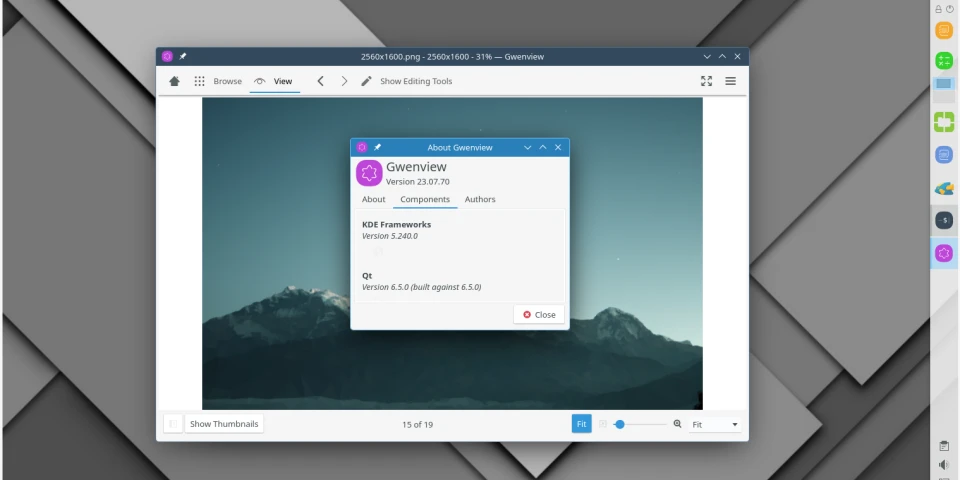 2560x1600.png - 2560x1600 - 31% — Gwenview
Browse
View
Show Editing Tools
About Gwenview
Gwenview
Version 23.07.70
About
Components
Authors
KDE Frameworks
Version 5.240.0
Qt
Version 6.5.0 (built against 6.5.0)
Close
Show Thumbnails
15 of 19
Fit
Fit